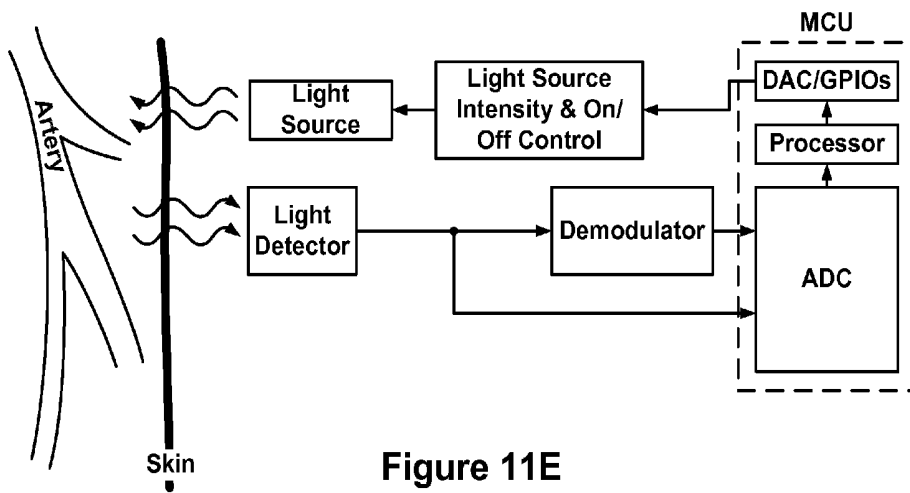 MCU
Artery
Light
Source
Light Source
Intensity & On/
Off Control
DAC/GPIOs
Processor
Light
Detector
Demodulator
ADC
Skin
Figure 11E